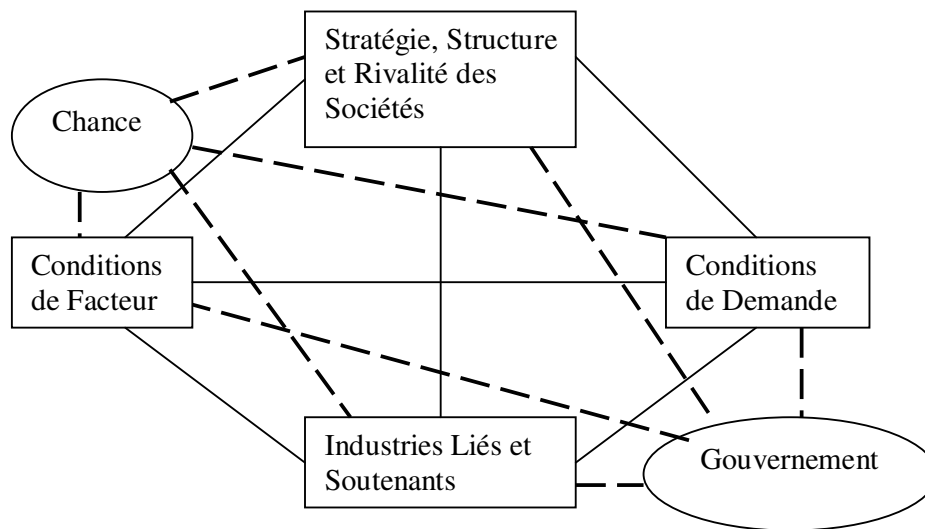 Stratégie, Structure
et Rivalité des
Sociétés
Chance
Conditions
de Facteur
Conditions
de Demande
Industries Liés et
Soutenants
Gouvernement